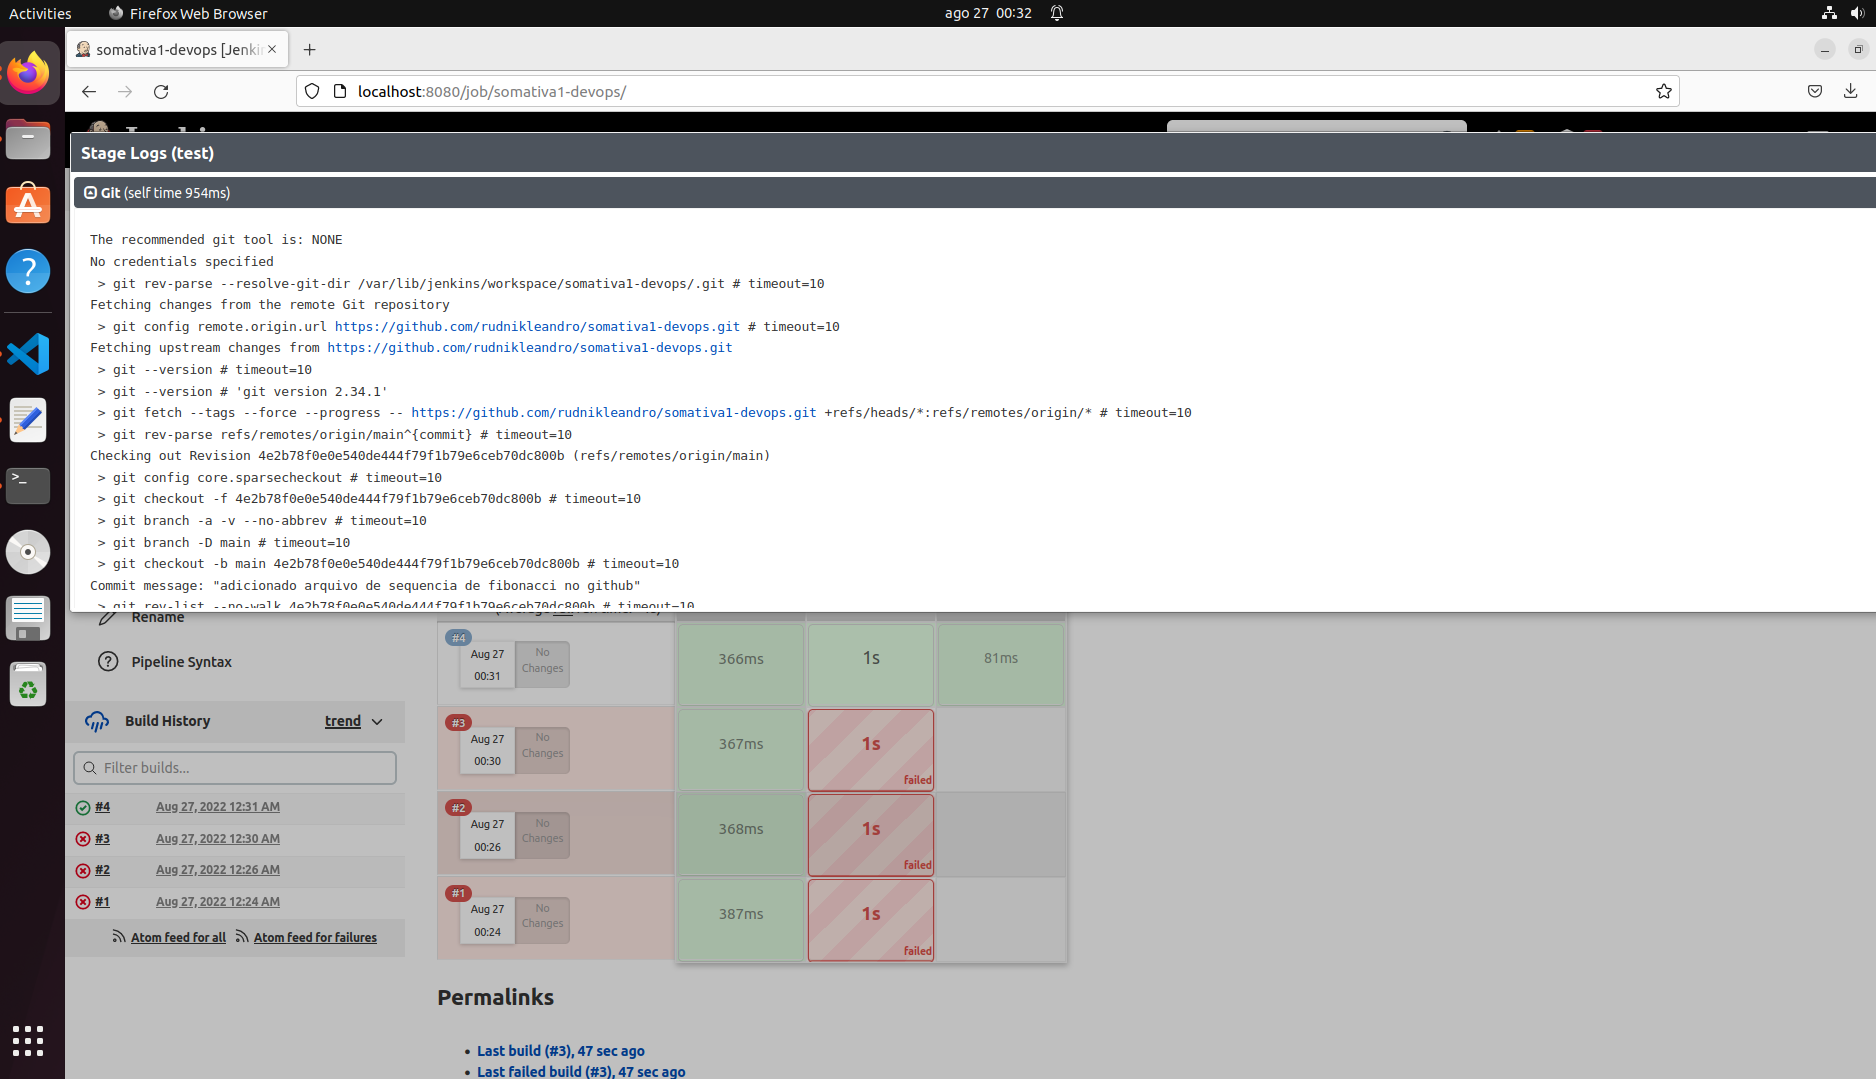 Activities
Firefox Web Browser
ago 27 00:32
somativa1-devops [Jenkin
localhost:8080/job/somativa1-devops/
Stage Logs (test)
Git (self time 954ms)
The recommended git tool is: NONE
No credentials specified
> git rev-parse --resolve-git-dir /var/lib/jenkins/workspace/somativa1-devops/.git # timeout=10
Fetching changes from the remote Git repository
> git config remote.origin.url https://github.com/rudnikleandro/somativa1-devops.git # timeout=10
Fetching upstream changes from https://github.com/rudnikleandro/somativa1-devops.git
> git --version # timeout=10
> git --version # 'git version 2.34.1'
> git fetch --tags --force --progress -- https://github.com/rudnikleandro/somativa1-devops.git +refs/heads/*:refs/remotes/origin/* # timeout=10
> git rev-parse refs/remotes/origin/main^{commit} # timeout=10
Checking out Revision 4e2b78f0e0e540de444f79f1b79e6ceb70dc800b (refs/remotes/origin/main)
> git config core.sparsecheckout # timeout=10
> git checkout -f 4e2b78f0e0e540de444f79f1b79e6ceb70dc800b # timeout=10
> git branch -a -v --no-abbrev # timeout=10
> git branch -D main # timeout=10
> git checkout -b main 4e2b78f0e0e540de444f79f1b79e6ceb70dc800b # timeout=10
Commit message: "adicionado arquivo de sequencia de fibonacci no github"
> git rev-list --no-walk 4e2b78f0e0e540de444f79f1b79e6ceb70dc800b # timeout=10
Rename
Pipeline Syntax
Build History
trend
Filter builds...
#4 Aug 27, 2022 12:31 AM
#3 Aug 27, 2022 12:30 AM
#2 Aug 27, 2022 12:26 AM
#1 Aug 27, 2022 12:24 AM
Atom feed for all Atom feed for failures
#4
Aug 27
00:31
No
Changes
366ms
1s
81ms
#3
Aug 27
00:30
No
Changes
367ms
1s
failed
#2
Aug 27
00:26
No
Changes
368ms
1s
failed
#1
Aug 27
00:24
No
Changes
387ms
1s
failed
Permalinks
Last build (#3), 47 sec ago
Last failed build (#3), 47 sec ago